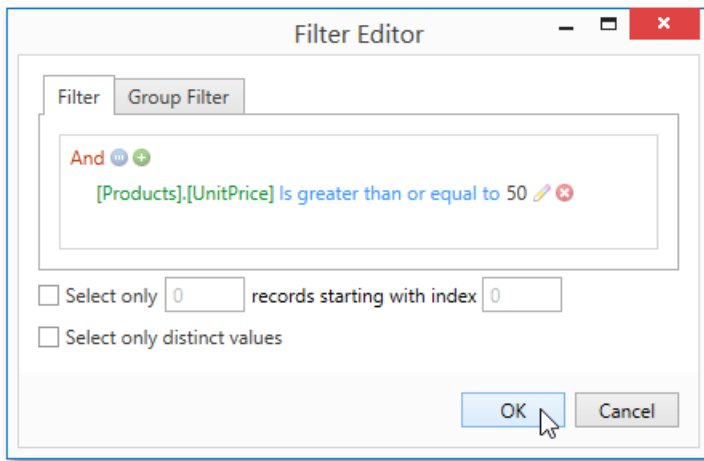 Filter Editor
Filter Group Filter
And
[Products].[UnitPrice] Is greater than or equal to 50
Select only 0 records starting with index 0
Select only distinct values
OK Cancel